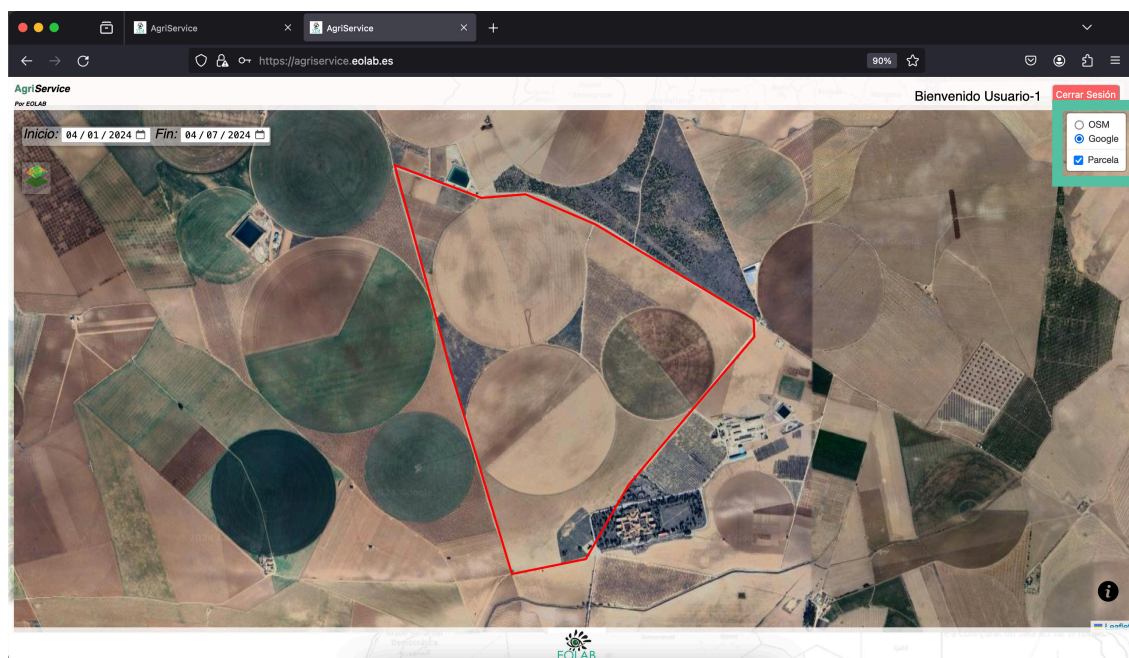 AgriService
AgriService
https://agriservice.eolab.es
90%
AgriService
Por EOLAB
Bienvenido Usuario-1
Cerrar Sesión
Inicio: 04/01/2024 Fin: 04/07/2024
OSM
Google
Parcela
i
Leaflet
EOLAB